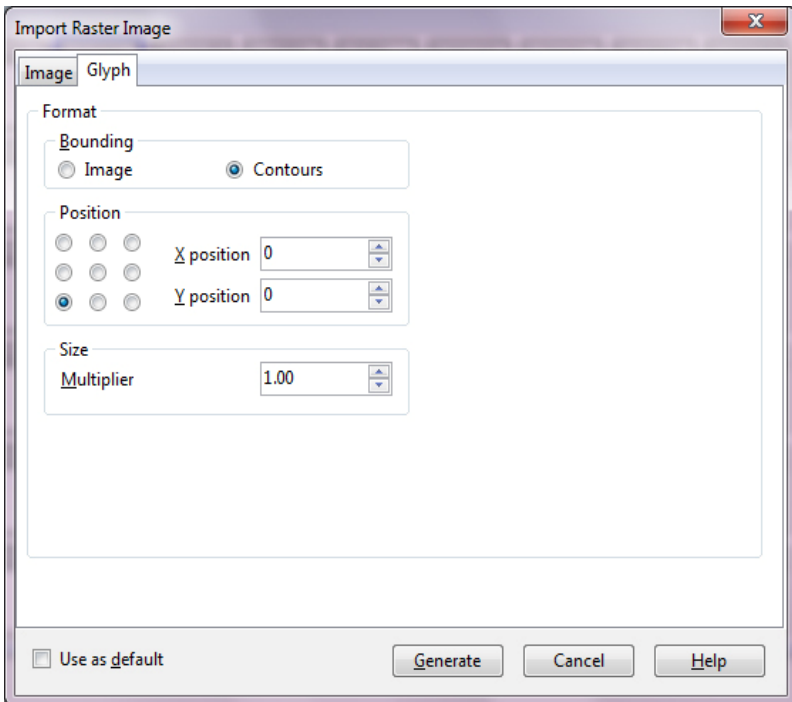 Import Raster Image
Image Glyph
Format
Bounding
Image Contours
Position
X position 0
Y position 0
Size
Multiplier 1.00
Use as default Generate Cancel Help